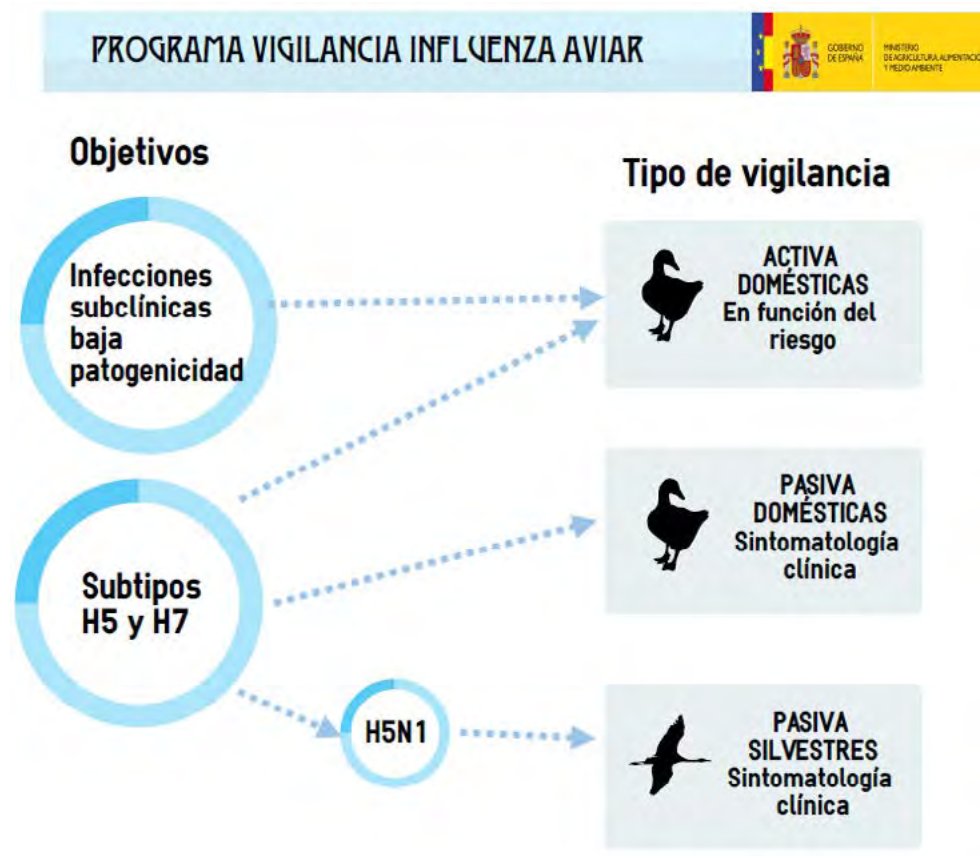 PROGRAMA VIGILANCIA INFLUENZA AVIAR
GOBIERNO
DE ESPAÑA
MINISTERIO
DE AGRICULTURA, ALIMENTACIÓ
Y MEDIO AMBIENTE
Objetivos
Tipo de vigilancia
Infecciones
subclínicas
baja
patogenicidad
ACTIVA
DOMÉSTICAS
En función del
riesgo
Subtipos
H5 y H7
PASIVA
DOMÉSTICAS
Sintomatología
clínica
H5N1
PASIVA
SILVESTRES
Sintomatología
clínica